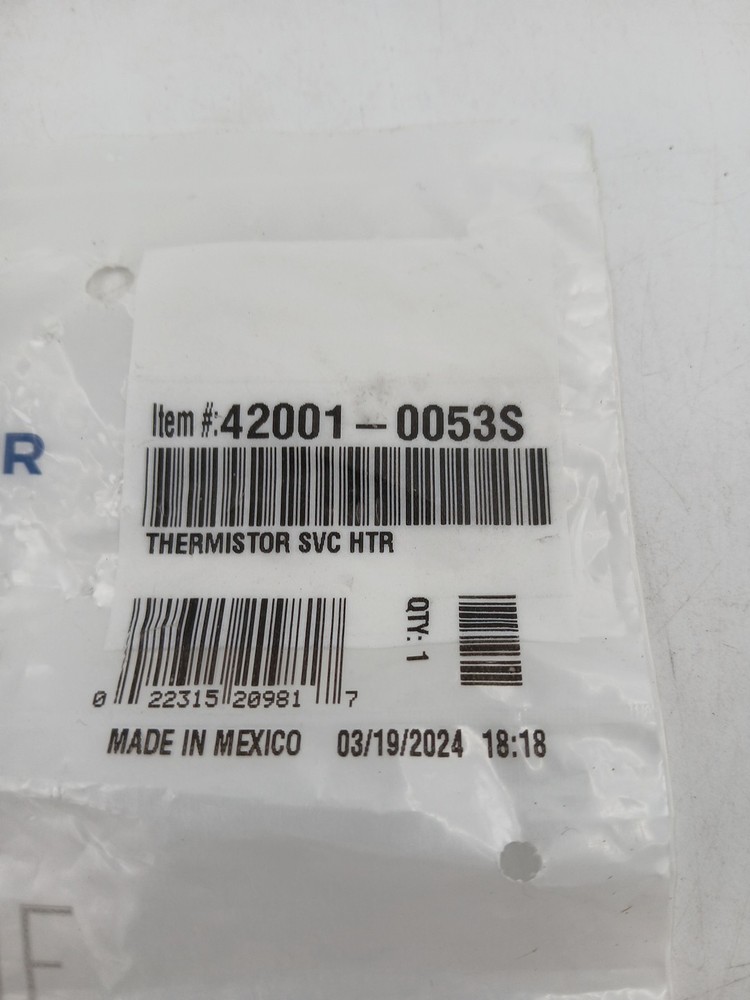 Item #: 42001-0053S
R
THERMISTOR SVC HTR
QTY: 1
0 22315 20981 7
MADE IN MEXICO 03/19/2024 18:18